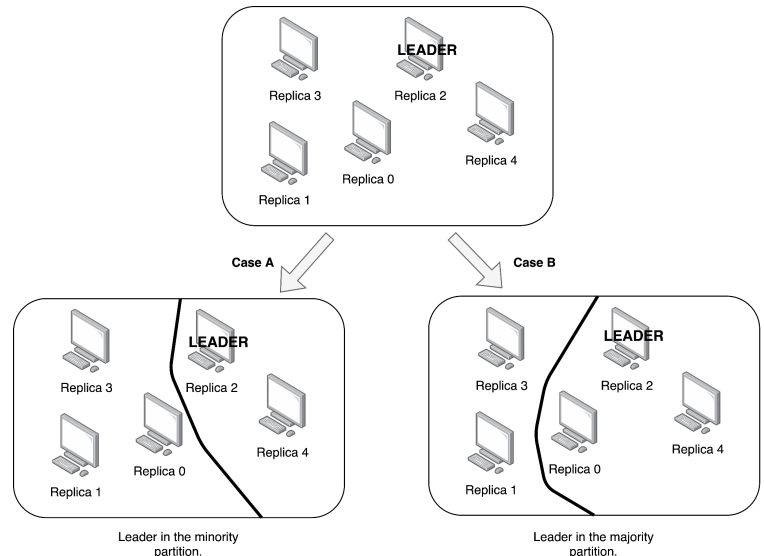 LEADER
Replica 3
Replica 2
Replica 4
Replica 0
Replica 1
Case A
Case B
LEADER
Replica 3
Replica 2
Replica 4
Replica 0
Replica 1
Leader in the minority
partition.
LEADER
Replica 3
Replica 2
Replica 4
Replica 0
Replica 1
Leader in the majority
partition.